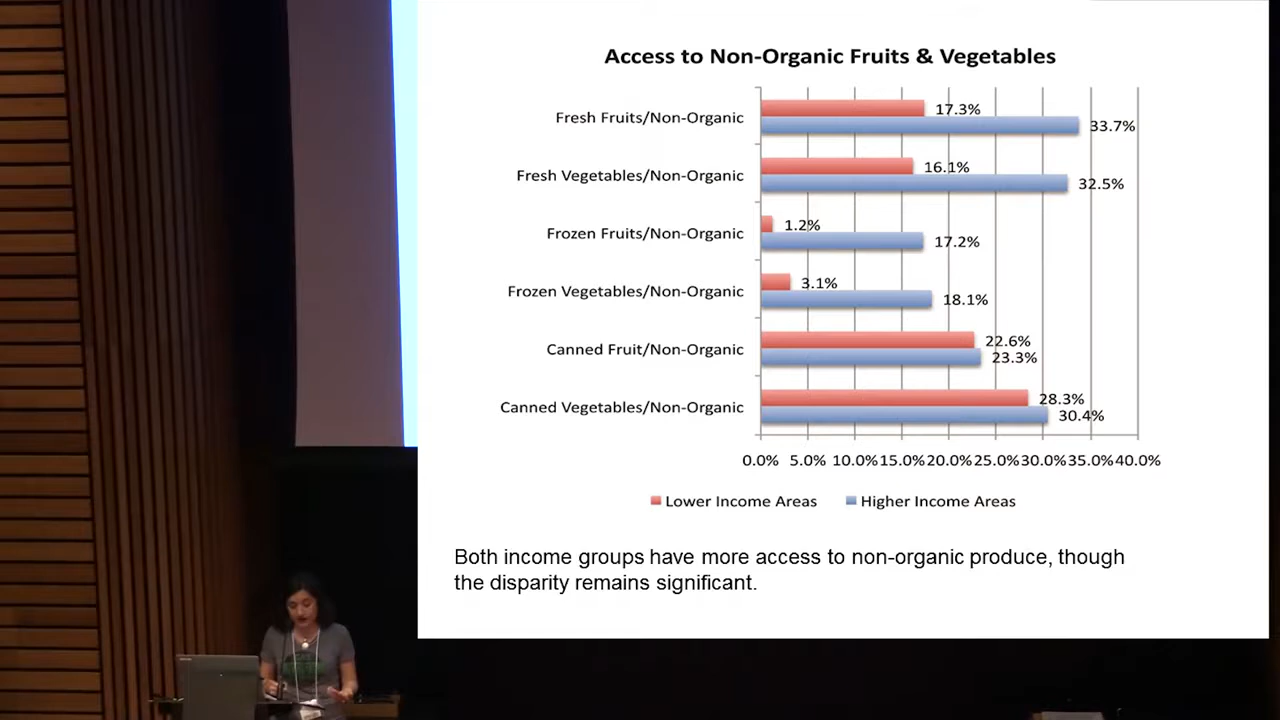 Access to Non-Organic Fruits & Vegetables
Fresh Fruits/Non-Organic
17.3%
33.7%
Fresh Vegetables/Non-Organic
16.1%
32.5%
Frozen Fruits/Non-Organic
1.2%
17.2%
Frozen Vegetables/Non-Organic
3.1%
18.1%
Canned Fruit/Non-Organic
22.6%
23.3%
Canned Vegetables/Non-Organic
28.3%
30.4%
0.0% 5.0% 10.0% 15.0% 20.0% 25.0% 30.0% 35.0% 40.0%
Lower Income Areas Higher Income Areas
Both income groups have more access to non-organic produce, though
the disparity remains significant.